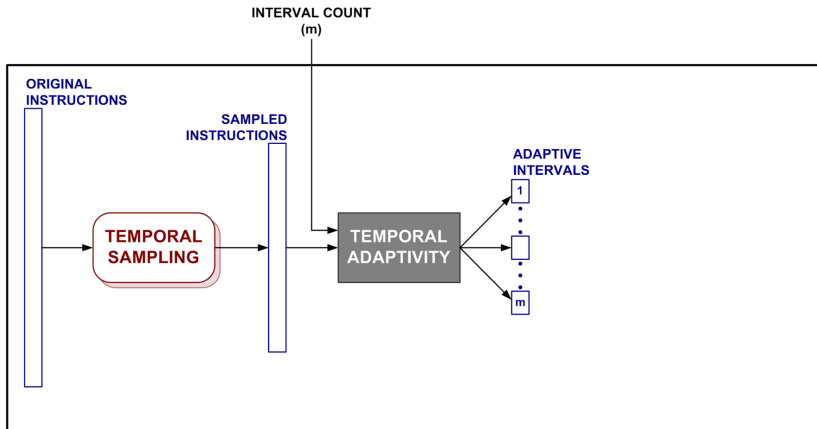 INTERVAL COUNT
(m)
ORIGINAL
INSTRUCTIONS
SAMPLED
INSTRUCTIONS
ADAPTIVE
INTERVALS
1
TEMPORAL
SAMPLING
TEMPORAL
ADAPTIVITY
m